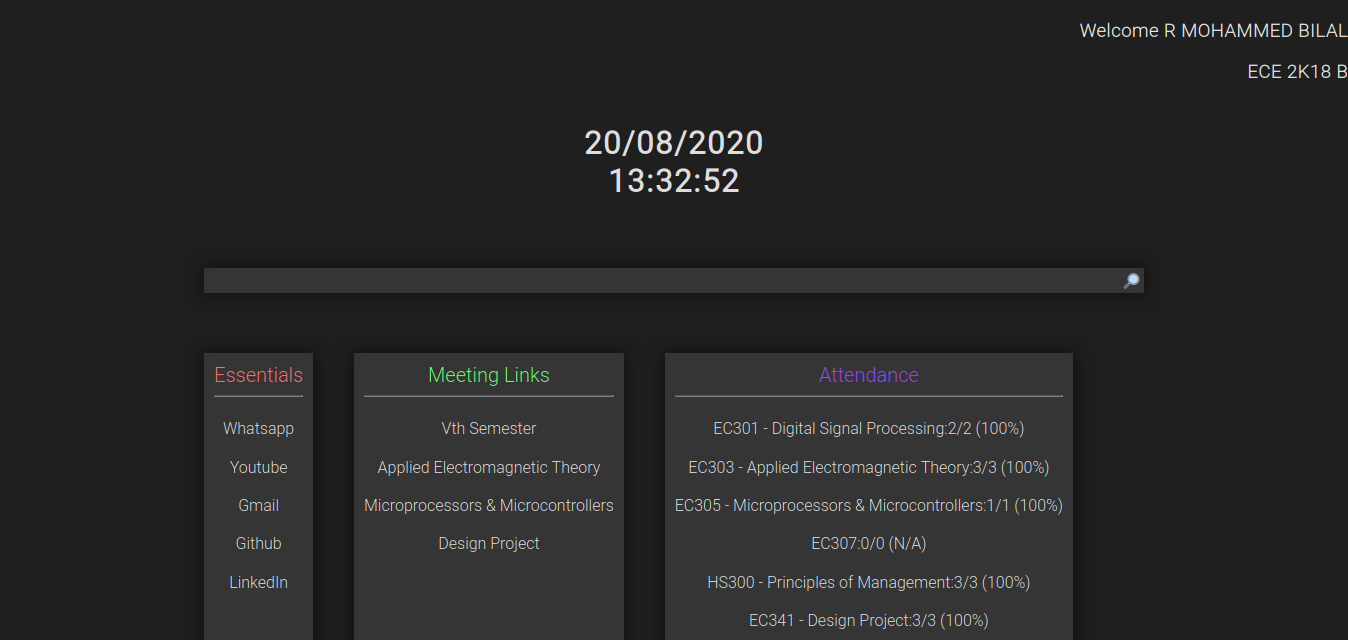 Welcome R MOHAMMED BILAL
ECE 2K18 B
20/08/2020
13:32:52
Essentials
Whatsapp
Youtube
Gmail
Github
LinkedIn
Meeting Links
Vth Semester
Applied Electromagnetic Theory
Microprocessors & Microcontrollers
Design Project
Attendance
EC301 - Digital Signal Processing:2/2 (100%)
EC303 - Applied Electromagnetic Theory:3/3 (100%)
EC305 - Microprocessors & Microcontrollers:1/1 (100%)
EC307:0/0 (N/A)
HS300 - Principles of Management:3/3 (100%)
EC341 - Design Project:3/3 (100%)